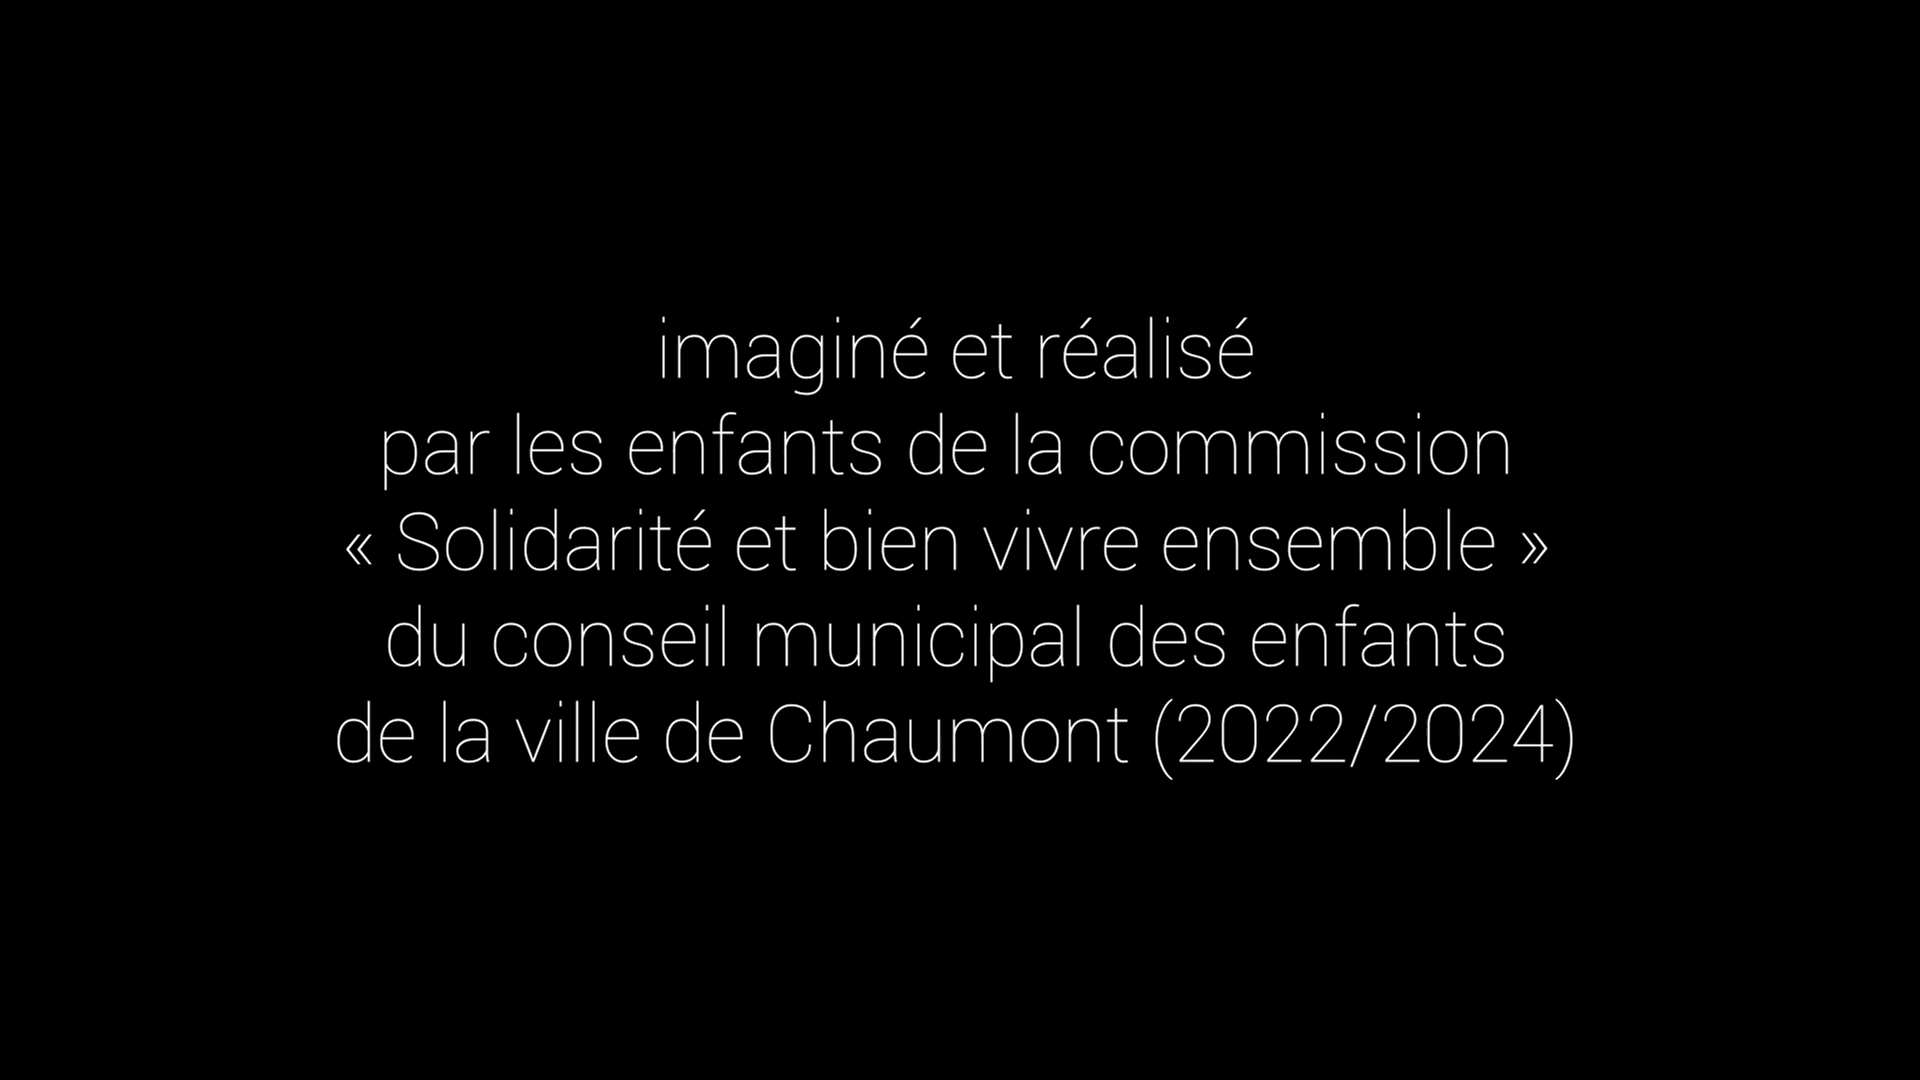 imaginé et réalisé
par les enfants de la commission
« Solidarité et bien vivre ensemble »
du conseil municipal des enfants
de la ville de Chaumont (2022/2024)